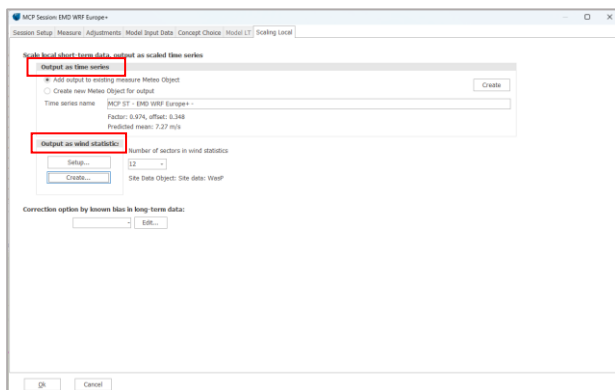 MCP Session: EMD WRF Europe+
Session Setup Measure Adjustments Model Input Data Concept Choice Model LT Scaling Local
Scale local short-term data, output as scaled time series
Output as time series
Add output to existing measure Meteo Object
Create
Create new Meteo Object for output
Time series name MCP ST - EMD WRF Europe+ -
Factor: 0.974, offset: 0.348
Predicted mean: 7.27 m/s
Output as wind statistic:
Number of sectors in wind statistics
Setup... 12
Create... Site Data Object: Site data: WAsP
Correction option by known bias in long-term data:
Edit...
Ok Cancel